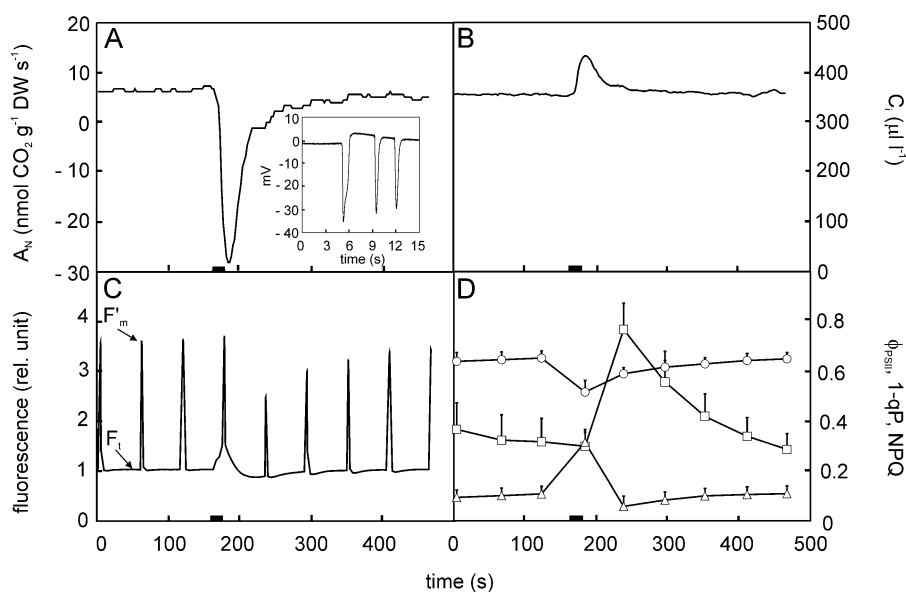 A
A_N (nmol CO2 g-1 DW s-1)
20
10
0
- 10
- 20
- 30
10
0
- 10
- 20
- 30
- 40
mV
0 3 6 9 12 15
time (s)
B
500
400
300
200
100
0
C_i (µl l-1)
C
F'm
Ft
fluorescence (rel. unit)
4
3
2
1
0
0 100 200 300 400
D
0.8
0.6
0.4
0.2
0
ϕPSII, 1-qP, NPQ
0 100 200 300 400 500
time (s)